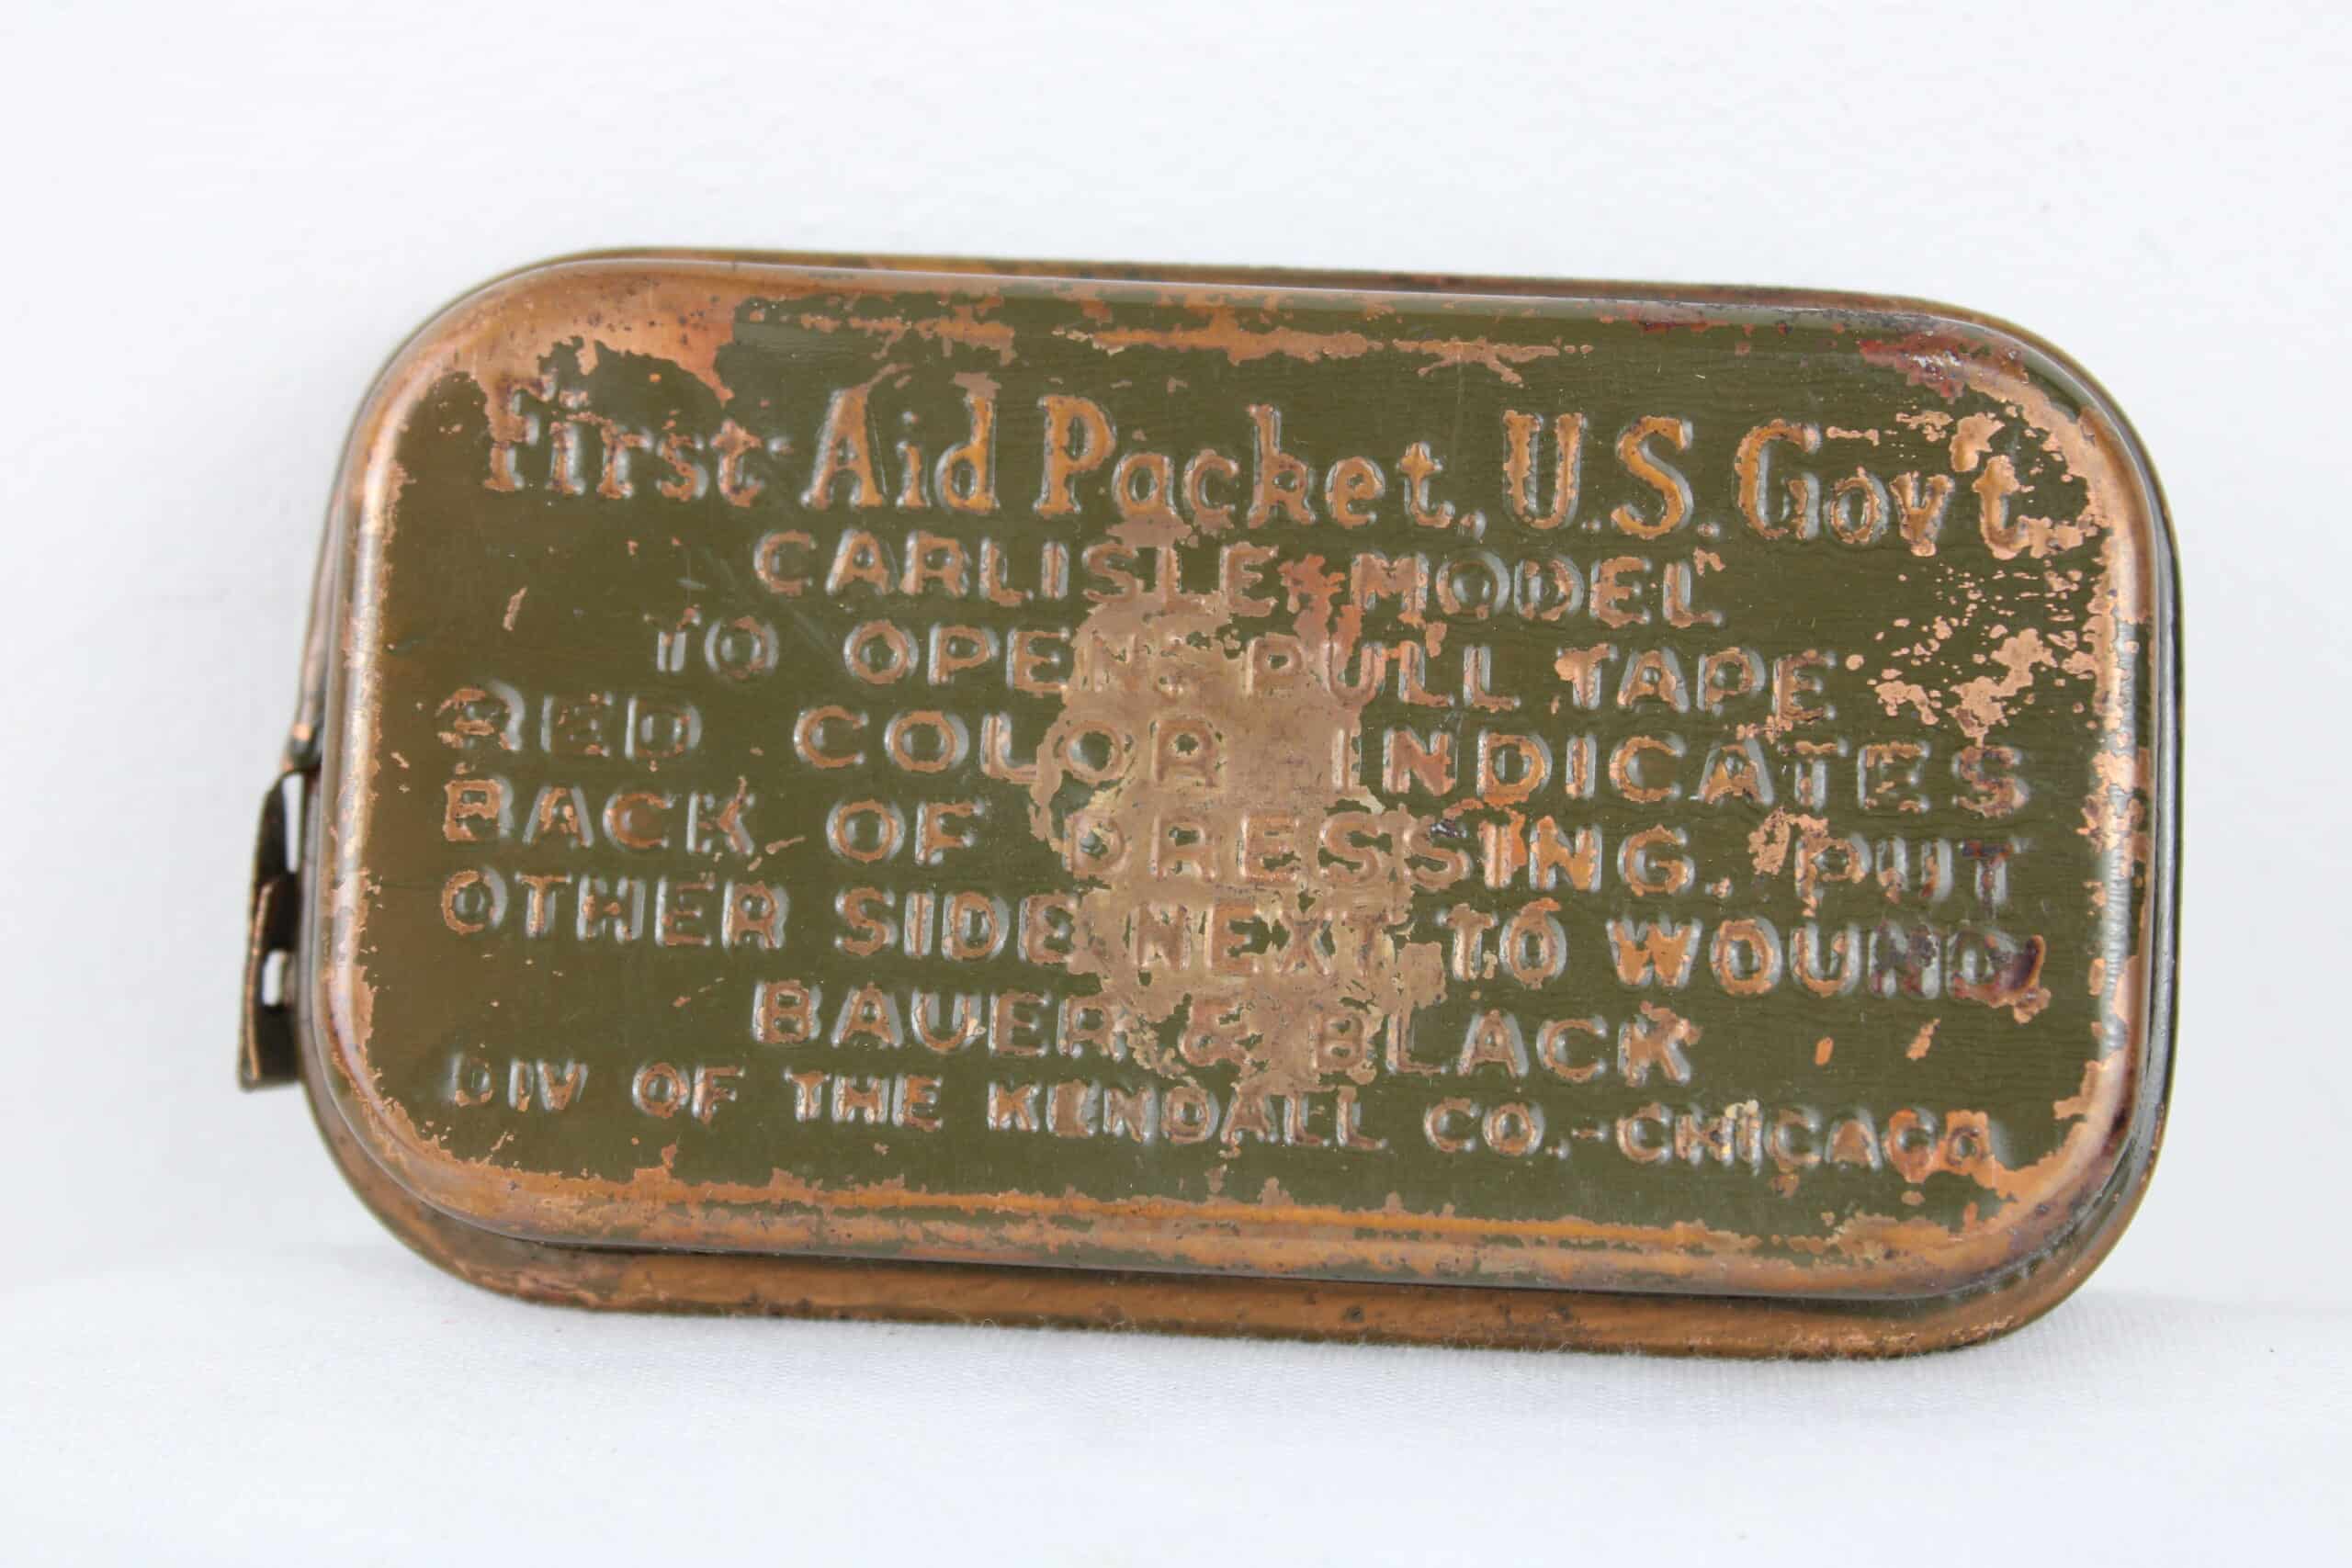 First-Aid Packet, U.S. Gov't.
CARLISLE MODEL
TO OPEN, PULL TAPE
RED COLOR INDICATES
BACK OF DRESSING. PUT
OTHER SIDE NEXT TO WOUND,
BAUER & BLACK
DIV OF THE KENDALL CO.-CHICAGO